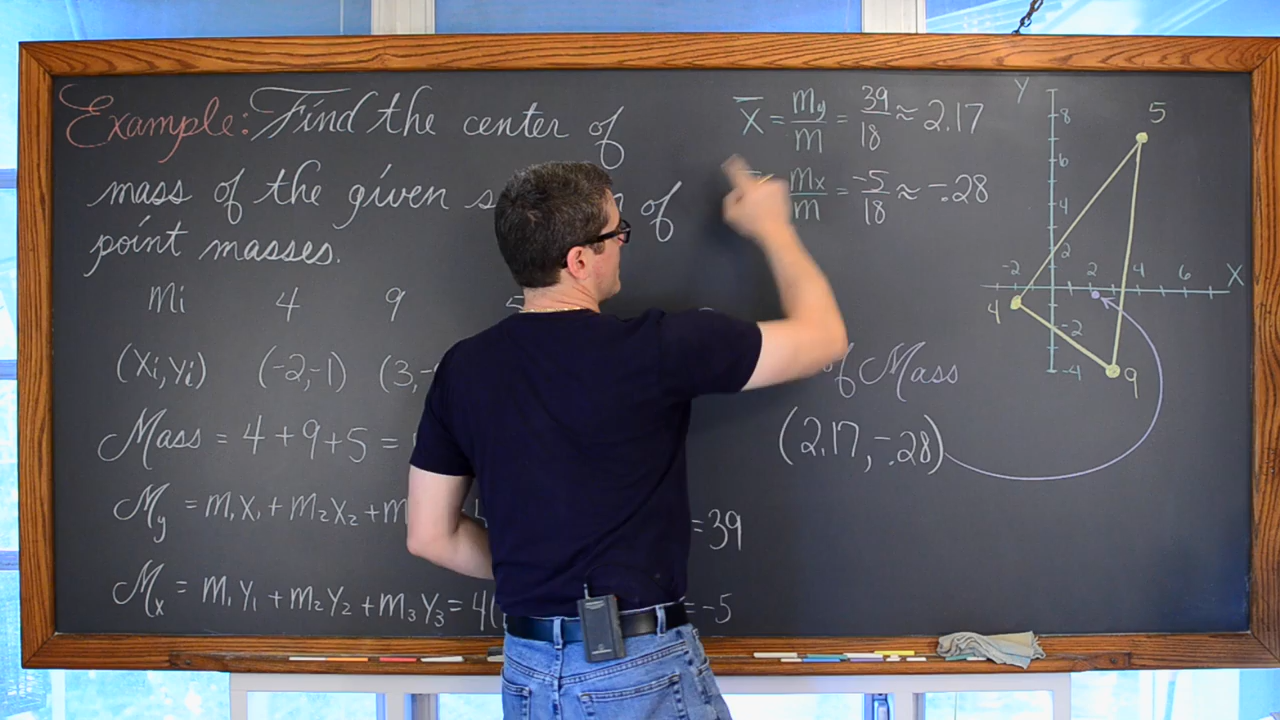 Example: Find the center of
mass of the given of
point masses.
Mi 4 9
(Xi,Yi) (-2,-1) (3,-
Mass = 4+9+5 =
My = m1X1+m2X2+m = 39
Mx = m1Y1+m2Y2+m3Y3= 4( = -5
X̄ = My/m = 39/18 ≈ 2.17
= Mx/m = -5/18 ≈ -.28
of Mass
(2.17,-.28)
Y
8
6
4
2
-2 2 4 6 X
-2
-4
5
4
9